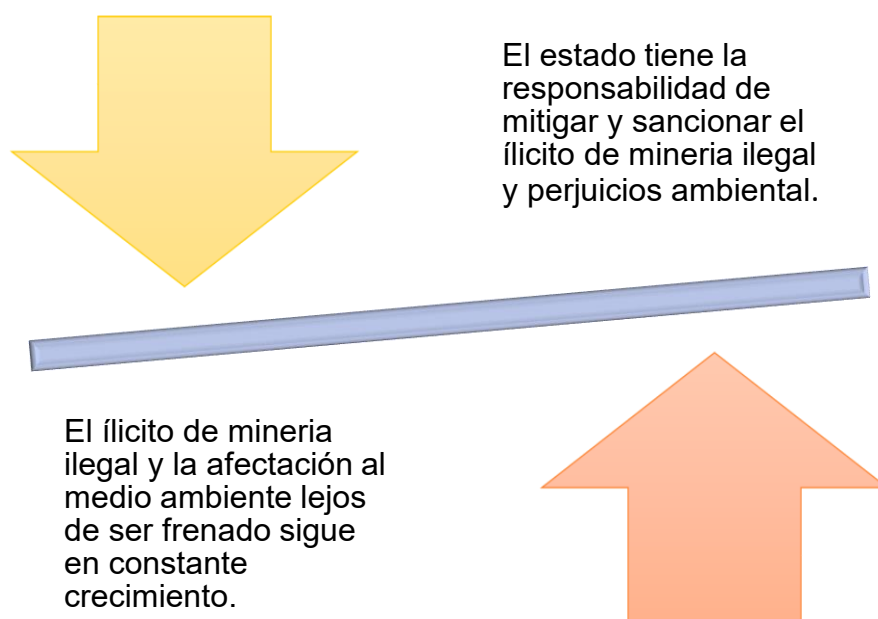 El estado tiene la
responsabilidad de
mitigar y sancionar el
ílicito de mineria ilegal
y perjuicios ambiental.
El ílicito de mineria
ilegal y la afectación al
medio ambiente lejos
de ser frenado sigue
en constante
crecimiento.